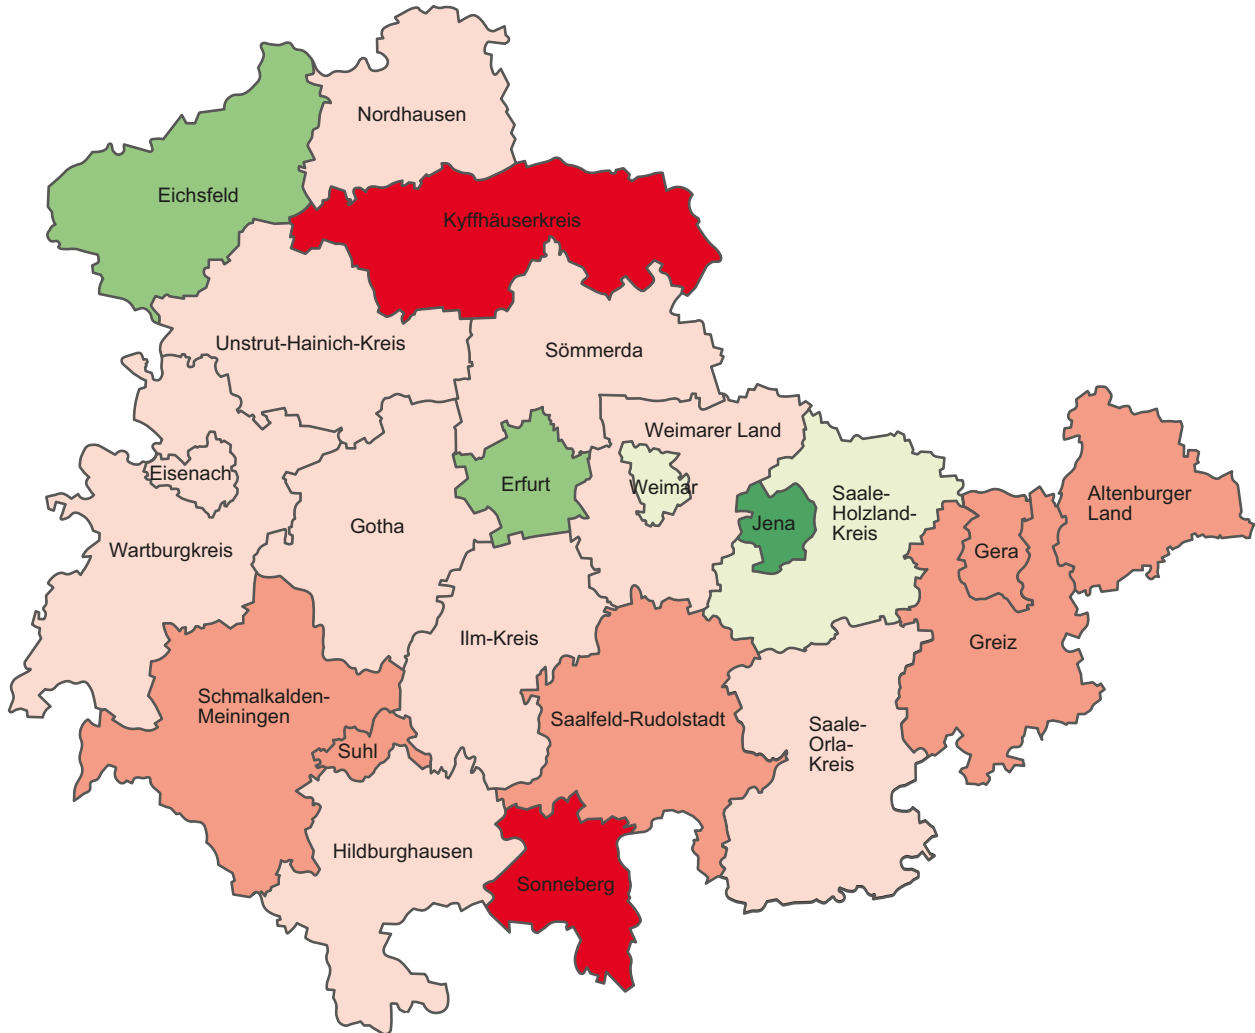 Nordhausen
Eichsfeld
Kyffhäuserkreis
Unstrut-Hainich-Kreis
Sömmerda
Weimarer Land
Eisenach
Erfurt
Weimar
Gotha
Jena
Saale-
Holzland-
Kreis
Altenburger
Land
Wartburgkreis
Gera
Ilm-Kreis
Greiz
Schmalkalden-
Meiningen
Saalfeld-Rudolstadt
Saale-
Orla-
Kreis
Suhl
Hildburghausen
Sonneberg